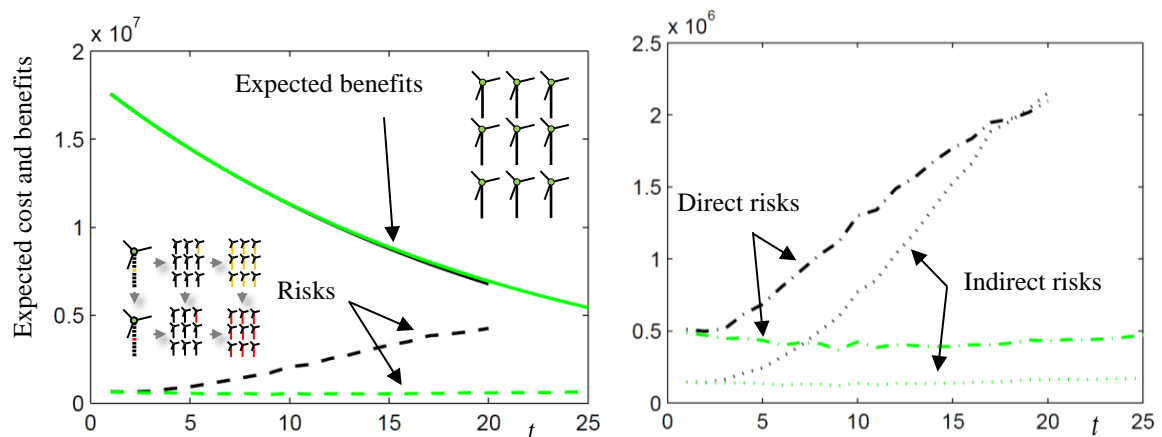 x 10^7
2
1.5
1
0.5
0
0
5
10
15
20
25
t
Expected cost and benefits
Expected benefits
Risks
x 10^6
2.5
2
1.5
1
0.5
0
0
5
10
15
20
25
t
Direct risks
Indirect risks